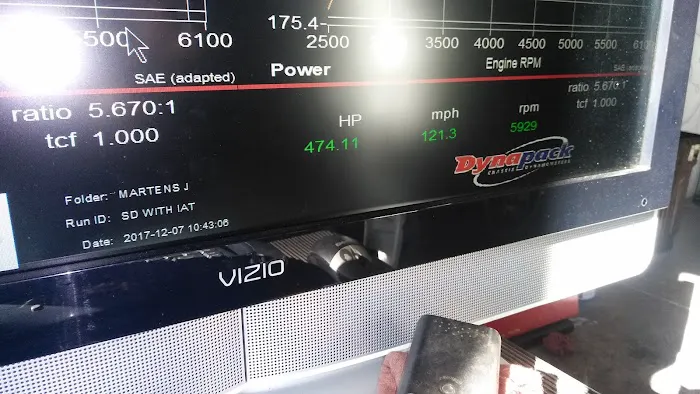 175.4-
500 6100
2500 3500 4000 4500 5000 5500
SAE (adapted)
Power
Engine RPM
ratio 5.670:1
tcf 1.000
HP mph rpm
474.11 121.3 5929
ratio 5.670:1
tcf 1.000
Dynapack
CHASSIS DYNAMOMETERS
Folder: MARTENS J
Run ID: SD WITH IAT
Date: 2017-12-07 10:43:06
VIZIO